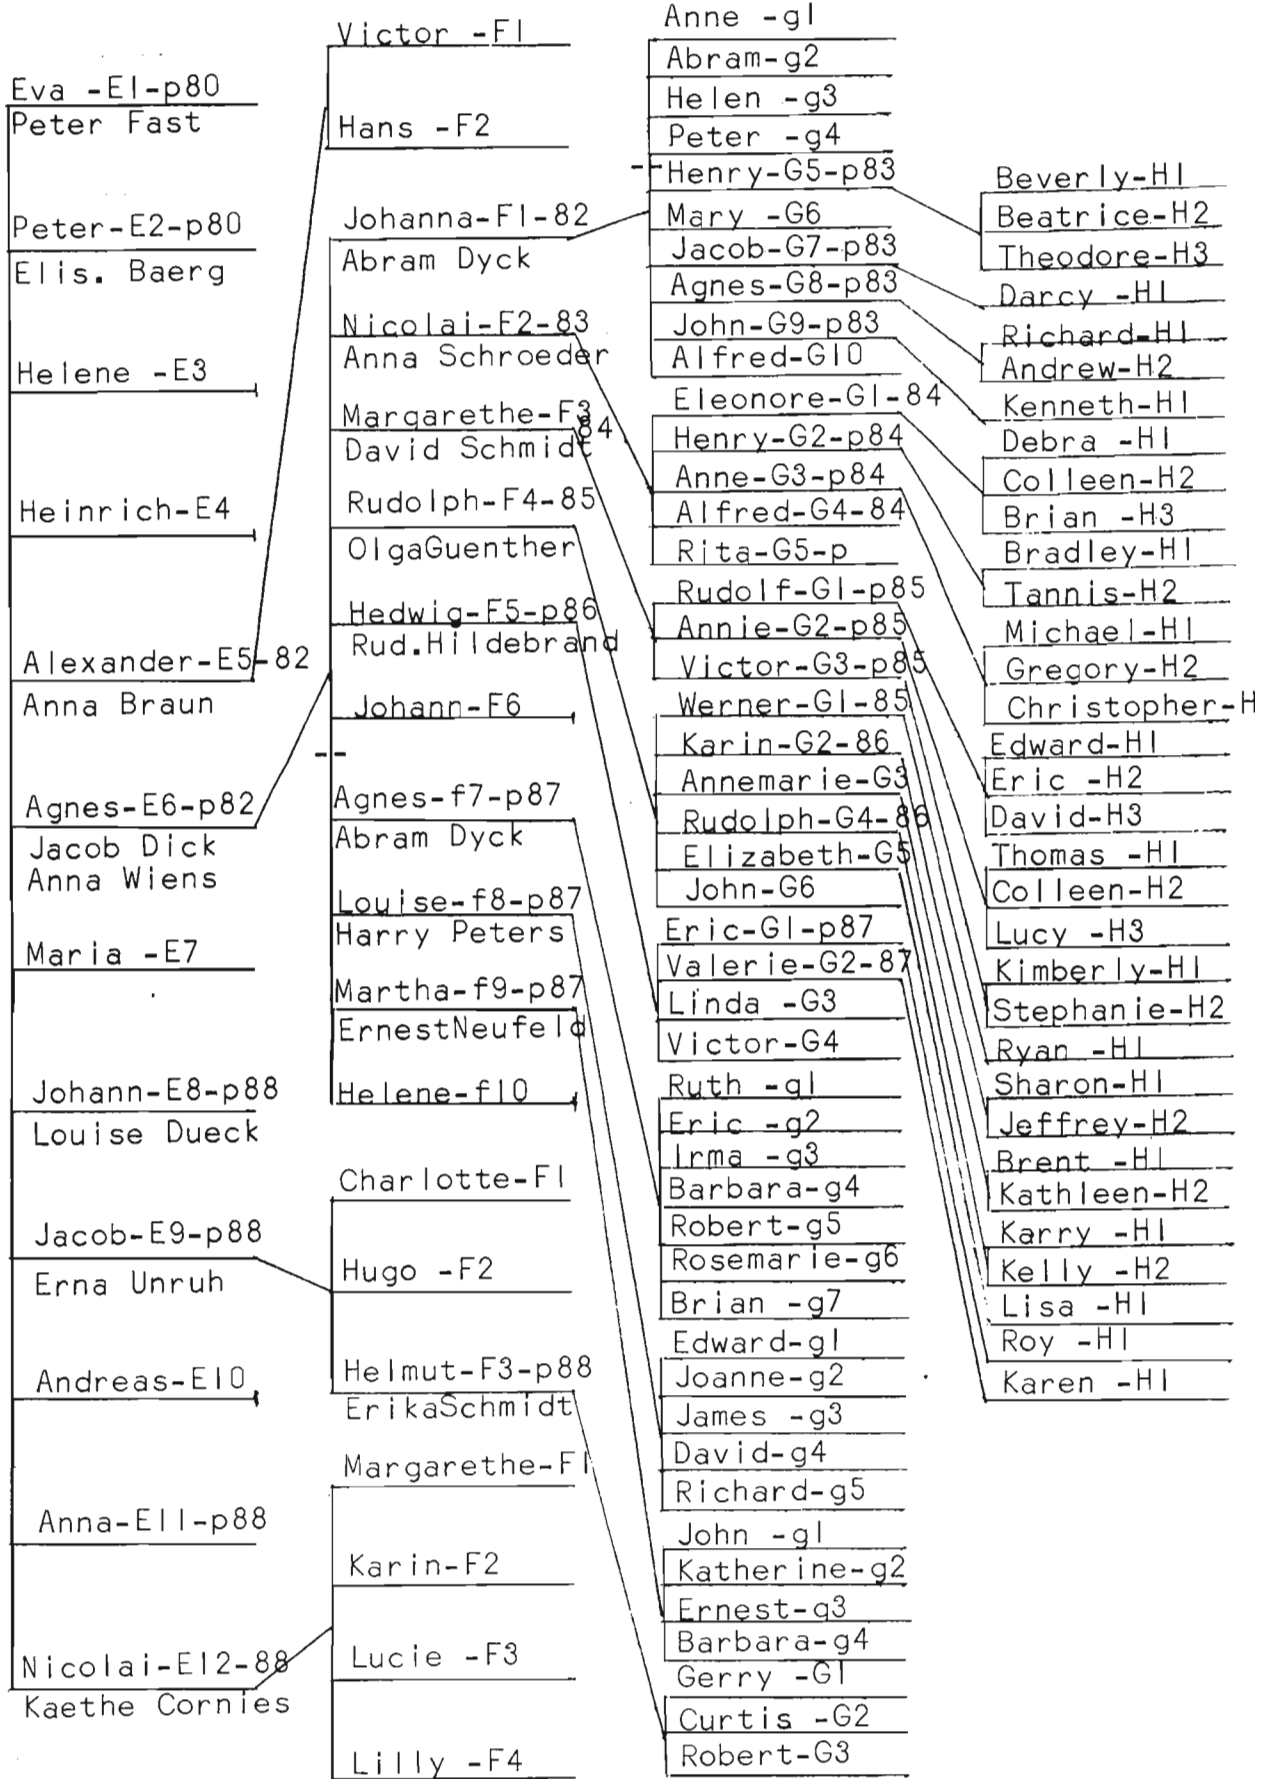 Eva -E1-p80
Peter Fast
Peter-E2-p80
Elis. Baerg
Helene -E3
Heinrich-E4
Alexander-E5-82
Anna Braun
Agnes-E6-p82
Jacob Dick
Anna Wiens
Maria -E7
Johann-E8-p88
Louise Dueck
Jacob-E9-p88
Erna Unruh
Andreas-E10
Anna-E11-p88
Nicolai-E12-88
Kaethe Cornies
Victor -F1
Hans -F2
Johanna-F1-82
Abram Dyck
Nicolai-F2-83
Anna Schroeder
Margarethe-F3
84
David Schmidt
Rudolph-F4-85
OlgaGuenther
Hedwig-F5-p86
Rud.Hildebrand
Johann-F6
--
Agnes-f7-p87
Abram Dyck
Louise-f8-p87
Harry Peters
Martha-f9-p87
ErnestNeufeld
Helene-f10
Charlotte-F1
Hugo -F2
Helmut-F3-p88
ErikaSchmidt
Margarethe-F1
Karin-F2
Lucie -F3
Lilly -F4
Anne -g1
Abram-g2
Helen -g3
Peter -g4
--Henry-G5-p83
Mary -G6
Jacob-G7-p83
Agnes-G8-p83
John-G9-p83
Alfred-G10
Eleonore-G1-84
Henry-G2-p84
Anne-G3-p84
Alfred-G4-84
Rita-G5-p
Rudolf-G1-p85
Annie-G2-p85
Victor-G3-p85
Werner-G1-85
Karin-G2-86
Annemarie-G3
Rudolph-G4-86
Elizabeth-G5
John-G6
Eric-G1-p87
Valerie-G2-87
Linda -G3
Victor-G4
Ruth -g1
Eric -g2
Irma -g3
Barbara-g4
Robert-g5
Rosemarie-g6
Brian -g7
Edward-g1
Joanne-g2
James -g3
David-g4
Richard-g5
John -g1
Katherine-g2
Ernest-g3
Barbara-g4
Gerry -G1
Curtis -G2
Robert-G3
Beverly-H1
Beatrice-H2
Theodore-H3
Darcy -H1
Richard-H1
Andrew-H2
Kenneth-H1
Debra -H1
Colleen-H2
Brian -H3
Bradley-H1
Tannis-H2
Michael-H1
Gregory-H2
Christopher-H
Edward-H1
Eric -H2
David-H3
Thomas -H1
Colleen-H2
Lucy -H3
Kimberly-H1
Stephanie-H2
Ryan -H1
Sharon-H1
Jeffrey-H2
Brent -H1
Kathleen-H2
Karry -H1
Kelly -H2
Lisa -H1
Roy -H1
Karen -H1